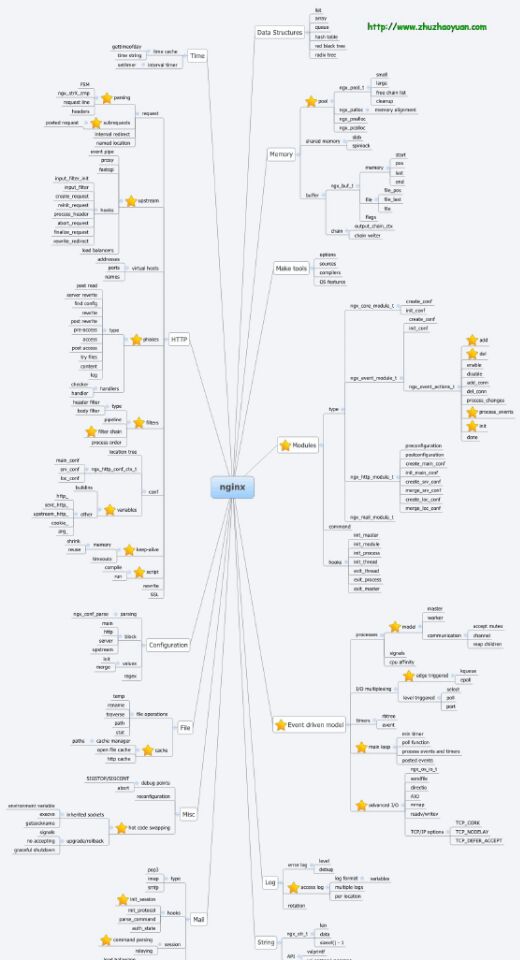 http://www.zhuzhaoyuan.com
nginx
Time
gettimeofday
time string
time cache
setitimer
interval timer
HTTP
request
parsing
FSM
ngx_strX_cmp
request line
headers
subrequests
posted request
internal redirect
named location
upstream
event pipe
proxy
fastcgi
hooks
input_filter_init
input_filter
create_request
reinit_request
process_header
abort_request
finalize_request
rewrite_redirect
load balancers
virtual hosts
addresses
ports
names
phases
type
post read
server rewrite
find config
rewrite
post rewrite
pre-access
access
post access
try files
content
log
handlers
checker
handler
filters
type
header filter
body filter
pipeline
filter chain
process order
conf
location tree
ngx_http_conf_ctx_t
main_conf
srv_conf
loc_conf
variables
buildins
other
http_
sent_http_
upstream_http_
cookie_
arg_
keep-alive
memory
shrink
reuse
timeouts
script
compile
run
rewrite
SSL
Configuration
parsing
ngx_conf_parse
block
main
http
server
upstream
values
init
merge
regex
File
file operations
temp
rename
traverse
path
stat
cache
cache manager
paths
open file cache
http cache
Misc
debug points
SIGSTOP/SIGCONT
abort
reconfiguration
hot code swapping
inherited sockets
environment variable
execve
getsockname
upgrade/rollback
signals
no accepting
graceful shutdown
Mail
type
pop3
imap
smtp
hooks
init_session
init_protocol
parse_command
auth_state
session
command parsing
relaying
load balancing
Data Structures
list
array
queue
hash table
red black tree
radix tree
Memory
pool
ngx_pool_t
small
large
free chain list
cleanup
ngx_palloc
memory alignment
ngx_pnalloc
ngx_pcalloc
shared memory
slab
spinlock
buffer
ngx_buf_t
memory
start
pos
last
end
file
file_pos
file_last
file
flags
chain
output_chain_ctx
chain writer
Make tools
options
sources
compilers
OS features
Modules
type
ngx_core_module_t
create_conf
init_conf
ngx_event_module_t
create_conf
init_conf
ngx_event_actions_t
add
del
enable
disable
add_conn
del_conn
process_changes
process_events
init
done
ngx_http_module_t
preconfiguration
postconfiguration
create_main_conf
init_main_conf
create_srv_conf
merge_srv_conf
create_loc_conf
merge_loc_conf
ngx_mail_module_t
command
hooks
init_master
init_module
init_process
init_thread
exit_thread
exit_process
exit_master
Event driven model
processes
model
master
worker
communication
accept mutex
channel
reap children
signals
cpu affinity
I/O multiplexing
edge triggered
kqueue
epoll
level triggered
select
poll
port
timers
rbtree
event
main loop
min timer
poll function
process events and timers
posted events
advanced I/O
ngx_os_io_t
sendfile
directio
AIO
mmap
readv/writev
TCP/IP options
TCP_CORK
TCP_NODELAY
TCP_DEFER_ACCEPT
Log
error log
level
debug
access log
log format
variables
multiple logs
per location
rotation
String
ngx_str_t
len
data
sizeof() - 1
API